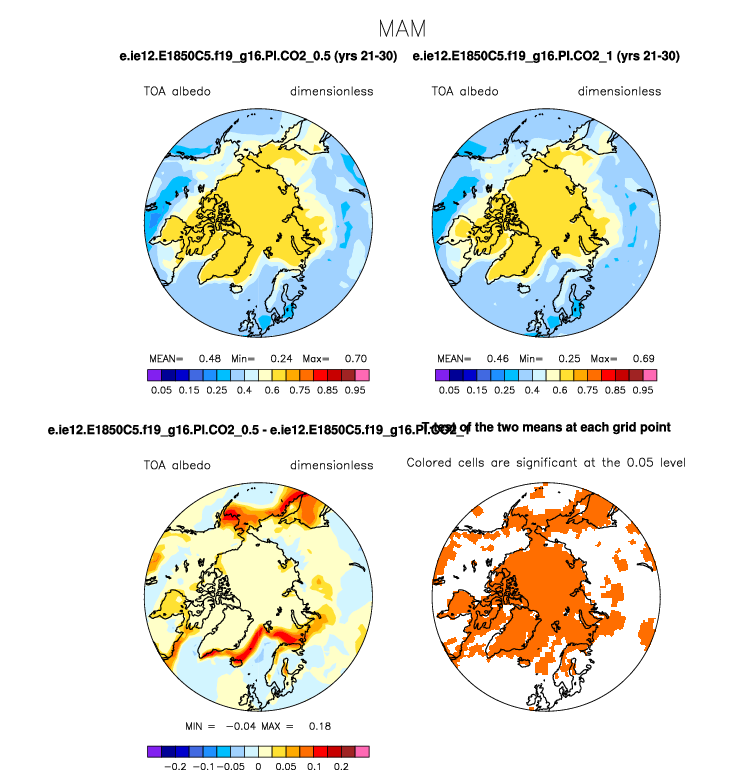 MAM
e.ie12.E1850C5.f19_g16.PI.CO2_0.5 (yrs 21-30)
e.ie12.E1850C5.f19_g16.PI.CO2_1 (yrs 21-30)
TOA albedo dimensionless
TOA albedo dimensionless
MEAN= 0.48 Min= 0.24 Max= 0.70
MEAN= 0.46 Min= 0.25 Max= 0.69
0.05 0.15 0.25 0.4 0.6 0.75 0.85 0.95
0.05 0.15 0.25 0.4 0.6 0.75 0.85 0.95
e.ie12.E1850C5.f19_g16.PI.CO2_0.5 - e.ie12.E1850C5.f19_g16.PI.CO2_1
T-test of the two means at each grid point
TOA albedo dimensionless
Colored cells are significant at the 0.05 level
MIN = -0.04 MAX = 0.18
-0.2 -0.1 -0.05 0 0.05 0.1 0.2